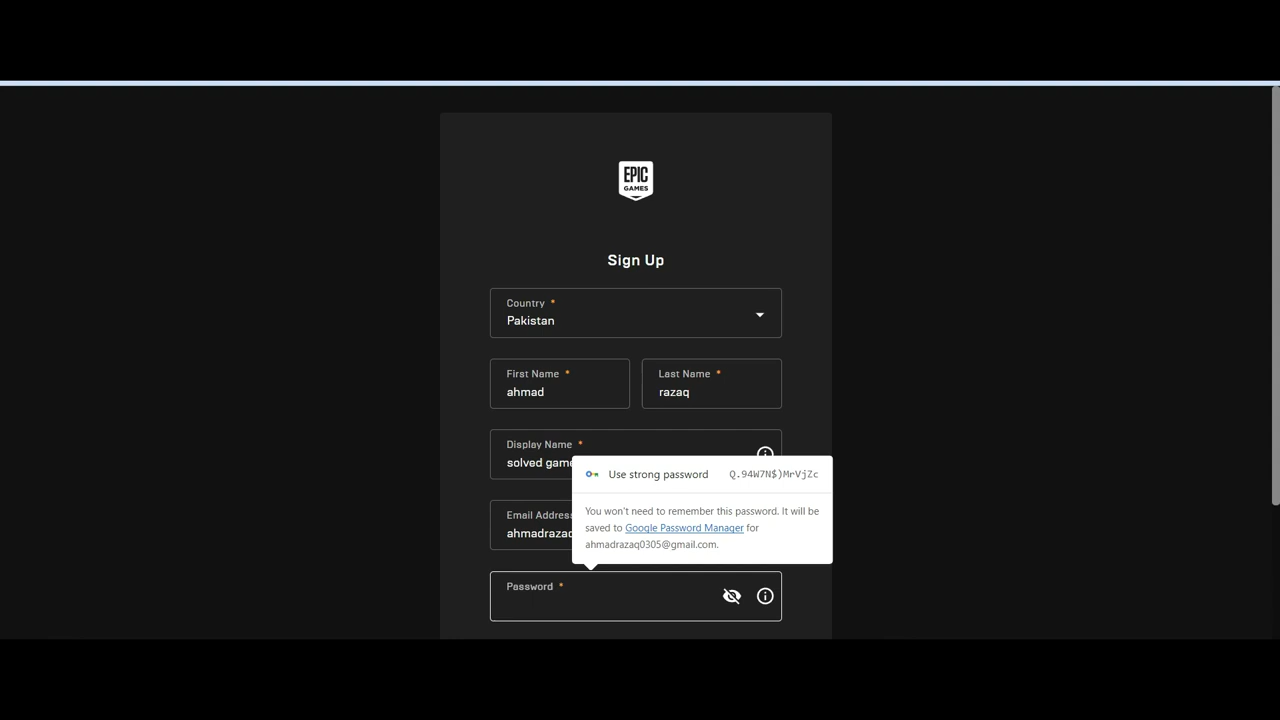 EPIC
GAMES
Sign Up
Country *
Pakistan
First Name *
ahmad
Last Name *
razaq
Display Name *
solved game
Use strong password Q.94W7N$)MrVjZc
You won't need to remember this password. It will be
saved to Google Password Manager for
ahmadrazaq0305@gmail.com.
Email Address
ahmadrazaq
Password *